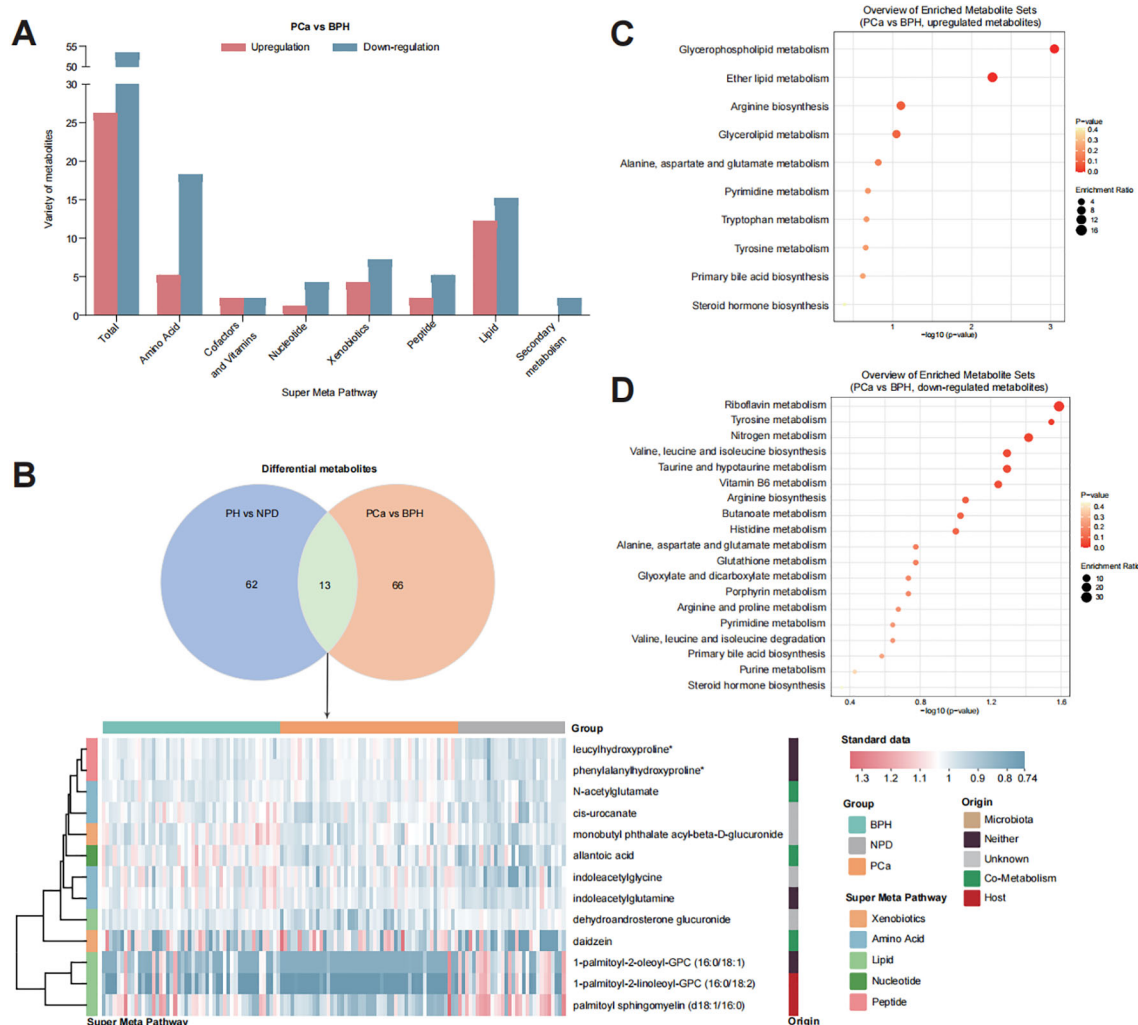 A
PCa vs BPH
Upregulation
Down-regulation
Variety of metabolites
55
50
30
25
20
15
10
5
0
Total
Amino Acid
Cofactors
and Vitamins
Nucleotide
Xenobiotics
Peptide
Lipid
Secondary
metabolism
Super Meta Pathway
B
Differential metabolites
PH vs NPD
PCa vs BPH
62
13
66
Group
leucylhydroxyproline*
phenylalanylhydroxyproline*
N-acetylglutamate
cis-urocanate
monobutyl phthalate acyl-beta-D-glucuronide
allantoic acid
indoleacetylglycine
indoleacetylglutamine
dehydroandrosterone glucuronide
daidzein
1-palmitoyl-2-oleoyl-GPC (16:0/18:1)
1-palmitoyl-2-linoleoyl-GPC (16:0/18:2)
palmitoyl sphingomyelin (d18:1/16:0)
Super Meta Pathway
Origin
C
Overview of Enriched Metabolite Sets
(PCa vs BPH, upregulated metabolites)
Glycerophospholipid metabolism
Ether lipid metabolism
Arginine biosynthesis
Glycerolipid metabolism
Alanine, aspartate and glutamate metabolism
Pyrimidine metabolism
Tryptophan metabolism
Tyrosine metabolism
Primary bile acid biosynthesis
Steroid hormone biosynthesis
1
2
3
−log10 (p−value)
P−value
0.4
0.3
0.2
0.1
0.0
Enrichment Ratio
4
8
12
16
D
Overview of Enriched Metabolite Sets
(PCa vs BPH, down-regulated metabolites)
Riboflavin metabolism
Tyrosine metabolism
Nitrogen metabolism
Valine, leucine and isoleucine biosynthesis
Taurine and hypotaurine metabolism
Vitamin B6 metabolism
Arginine biosynthesis
Butanoate metabolism
Histidine metabolism
Alanine, aspartate and glutamate metabolism
Glutathione metabolism
Glyoxylate and dicarboxylate metabolism
Porphyrin metabolism
Arginine and proline metabolism
Pyrimidine metabolism
Valine, leucine and isoleucine degradation
Primary bile acid biosynthesis
Purine metabolism
Steroid hormone biosynthesis
0.4
0.8
1.2
1.6
−log10 (p−value)
P−value
0.4
0.3
0.2
0.1
0.0
Enrichment Ratio
10
20
30
Standard data
1.3 1.2 1.1 1 0.9 0.8 0.74
Group
BPH
NPD
PCa
Super Meta Pathway
Xenobiotics
Amino Acid
Lipid
Nucleotide
Peptide
Origin
Microbiota
Neither
Unknown
Co-Metabolism
Host